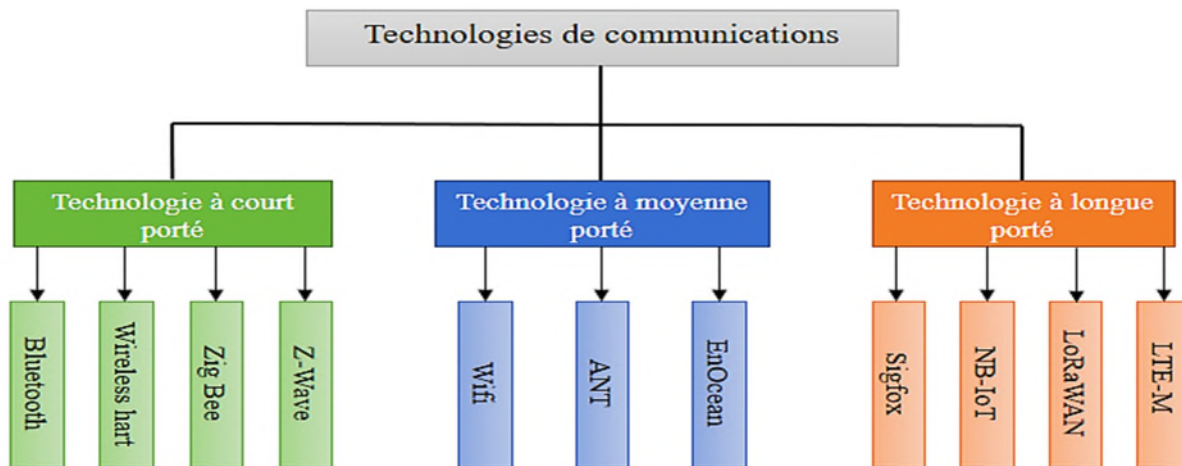 Technologies de communications
Technologie à court
porté
Technologie à moyenne
porté
Technologie à longue
porté
Bluetooth
Wireless hart
Zig Bee
Z-Wave
Wifi
ANT
EnOcean
Sigfox
NB-IoT
LoRaWAN
LTE-M